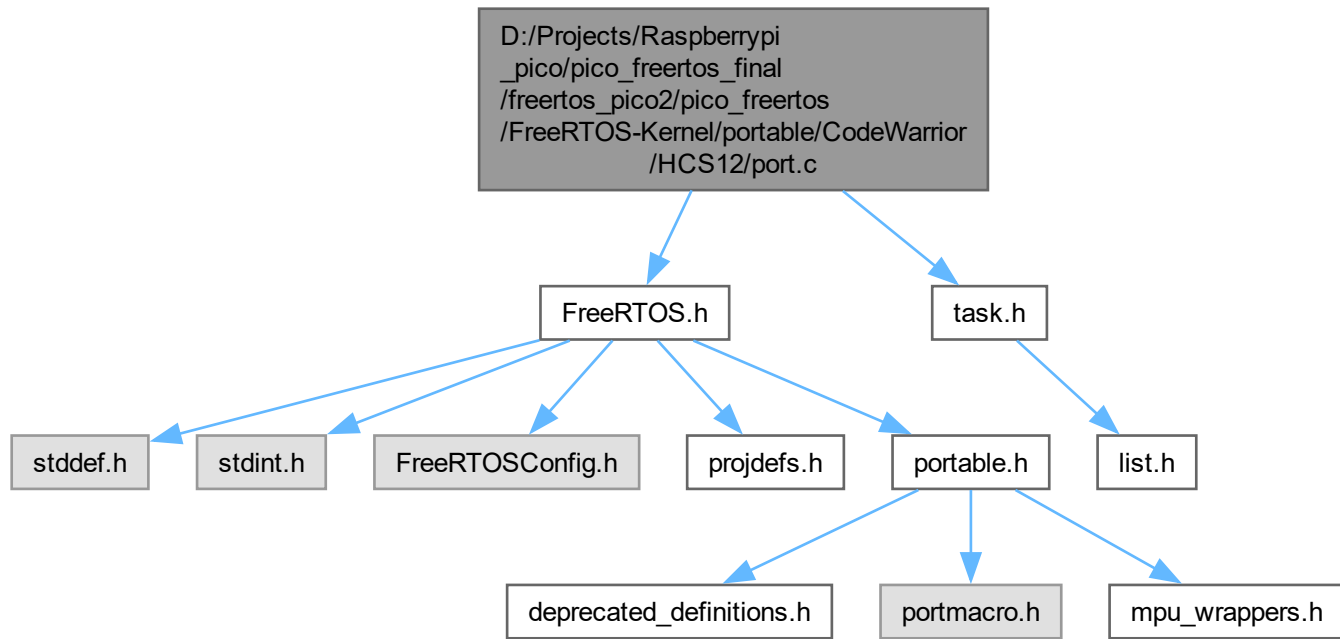 D:/Projects/Raspberrypi
_pico/pico_freertos_final
/freertos_pico2/pico_freertos
/FreeRTOS-Kernel/portable/CodeWarrior
/HCS12/port.c
FreeRTOS.h
task.h
stddef.h
stdint.h
FreeRTOSConfig.h
projdefs.h
portable.h
list.h
deprecated_definitions.h
portmacro.h
mpu_wrappers.h